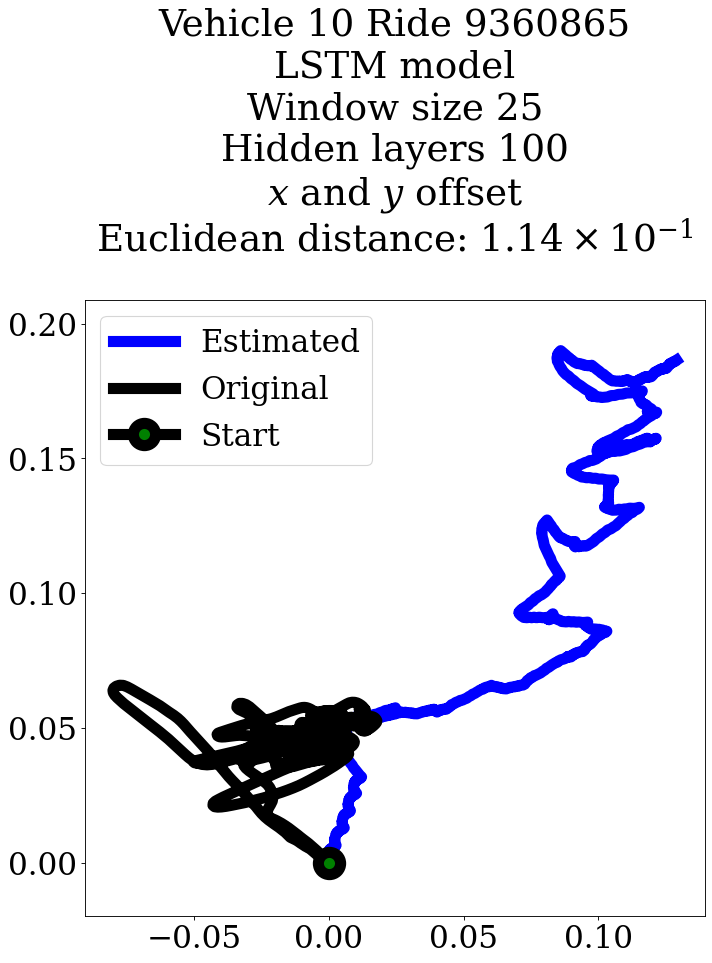 Vehicle 10 Ride 9360865
LSTM model
Window size 25
Hidden layers 100
x and y offset
Euclidean distance: 1.14 × 10⁻¹
Estimated
Original
Start
0.20
0.15
0.10
0.05
0.00
−0.05 0.00 0.05 0.10